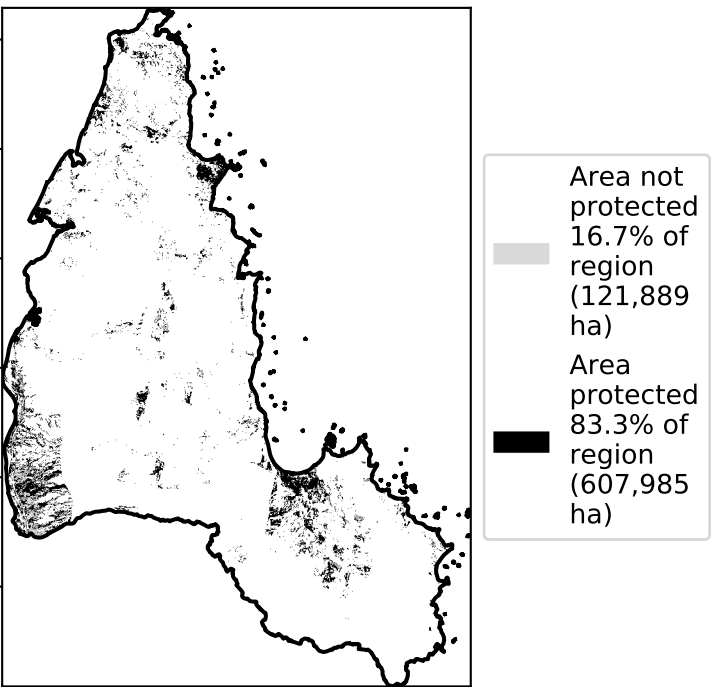 Area not
protected
16.7% of
region
(121,889
ha)
Area
protected
83.3% of
region
(607,985
ha)